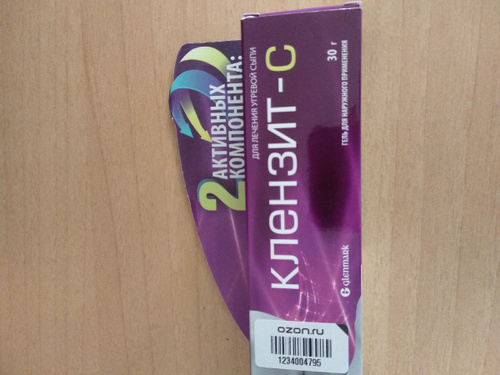 2 АКТИВНЫХ
КОМПОНЕНТА:
ДЛЯ ЛЕЧЕНИЯ УГРЕВОЙ СЫПИ
КЛЕНЗИТ - С
30 г
ГЕЛЬ ДЛЯ НАРУЖНОГО ПРИМЕНЕНИЯ
G glenmark
ozon.ru
1234004795